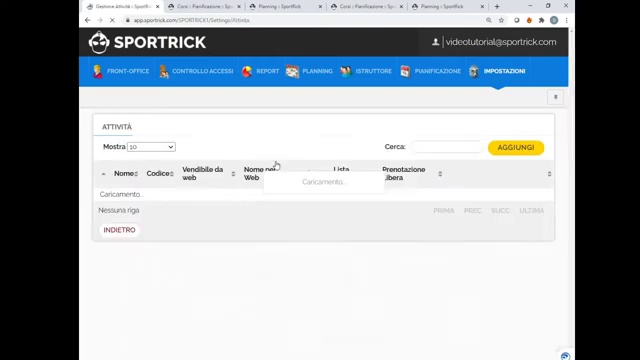 Gestione Attività : SportRick
Corsi : Pianificazione : Sp
Planning : SportRick
Corsi : Pianificazione : Sp
Planning : SportRick
app.sportrick.com/SPORTRICK1/Settings/Attivita
SPORTRICK
videotutorial@sportrick.com
FRONT-OFFICE CONTROLLO ACCESSI REPORT PLANNING ISTRUTTORE PIANIFICAZIONE IMPOSTAZIONI
ATTIVITÀ
Mostra 10 Cerca: AGGIUNGI
Nome Codice Vendibile da web Nome per Web Lista Prenotazione Libera
Caricamento...
Caricamento...
Nessuna riga PRIMA PREC. SUCC. ULTIMA
INDIETRO